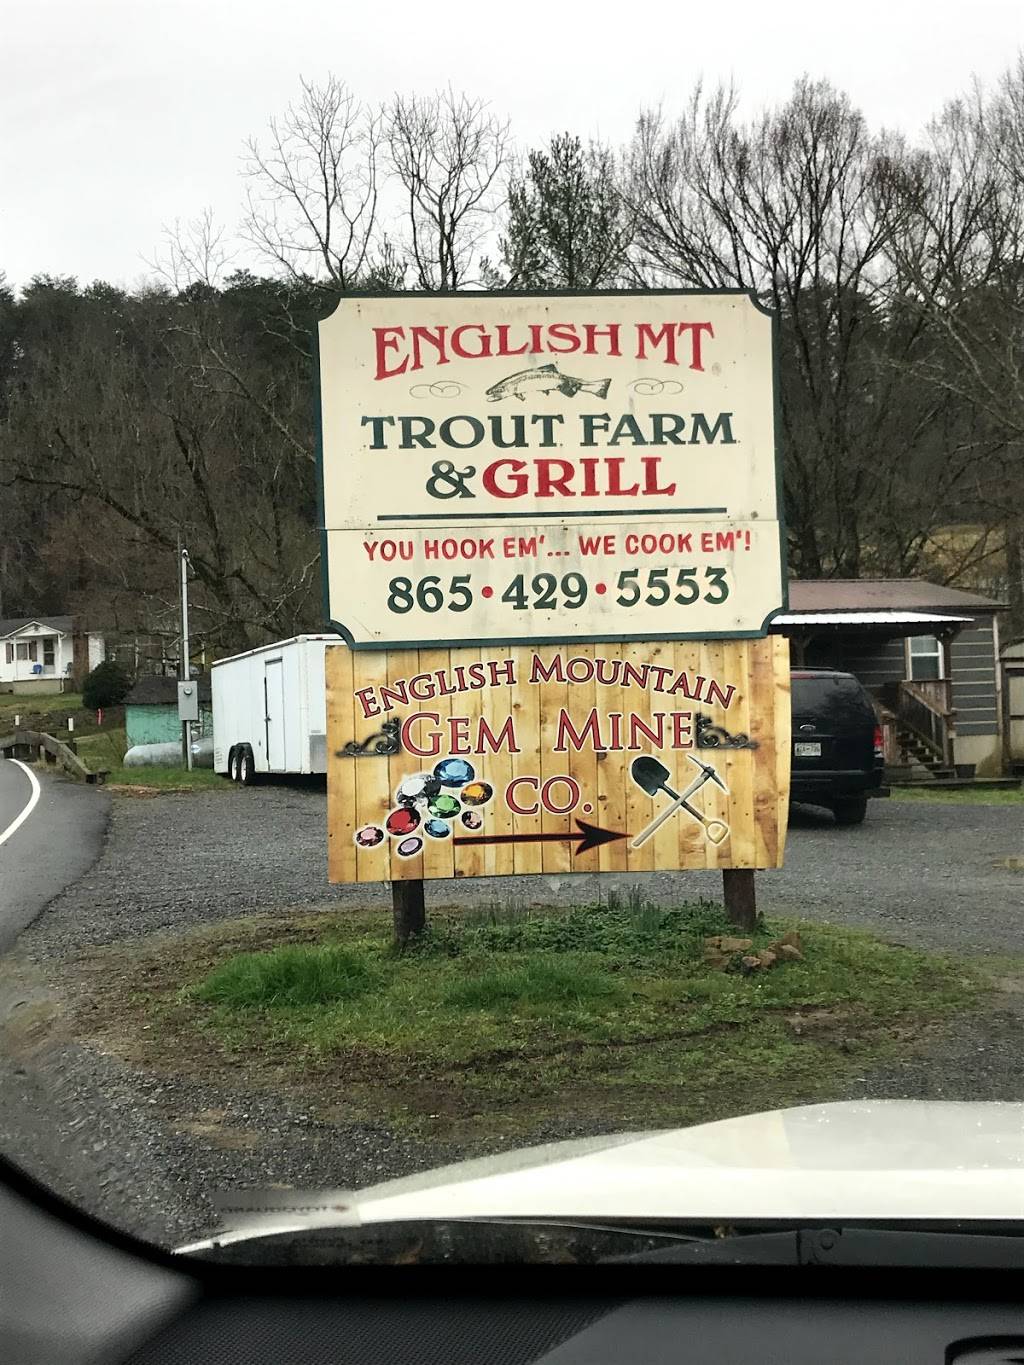 ENGLISH MT.
TROUT FARM
& GRILL
YOU HOOK EM'... WE COOK EM'!
865•429•5553
ENGLISH MOUNTAIN
GEM MINE
CO.